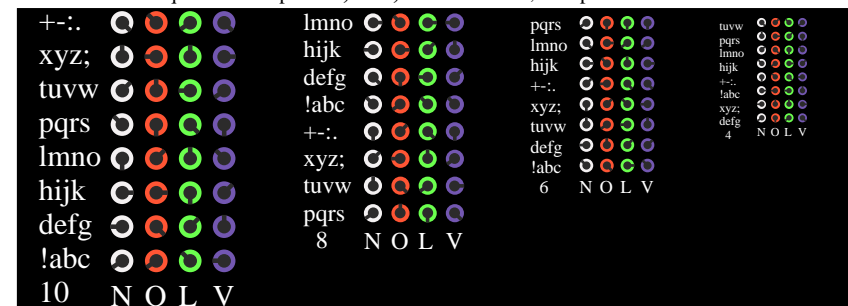 +-:.
xyz;
tuvw
pqrs
lmno
hijk
defg
!abc
10 N O L V
lmno
hijk
defg
!abc
+-:.
xyz;
tuvw
pqrs
8 N O L V
pqrs
lmno
hijk
+-:.
xyz;
tuvw
defg
!abc
6 N O L V
tuvw
pqrs
lmno
hijk
+-:.
!abc
xyz;
defg
4 N O L V